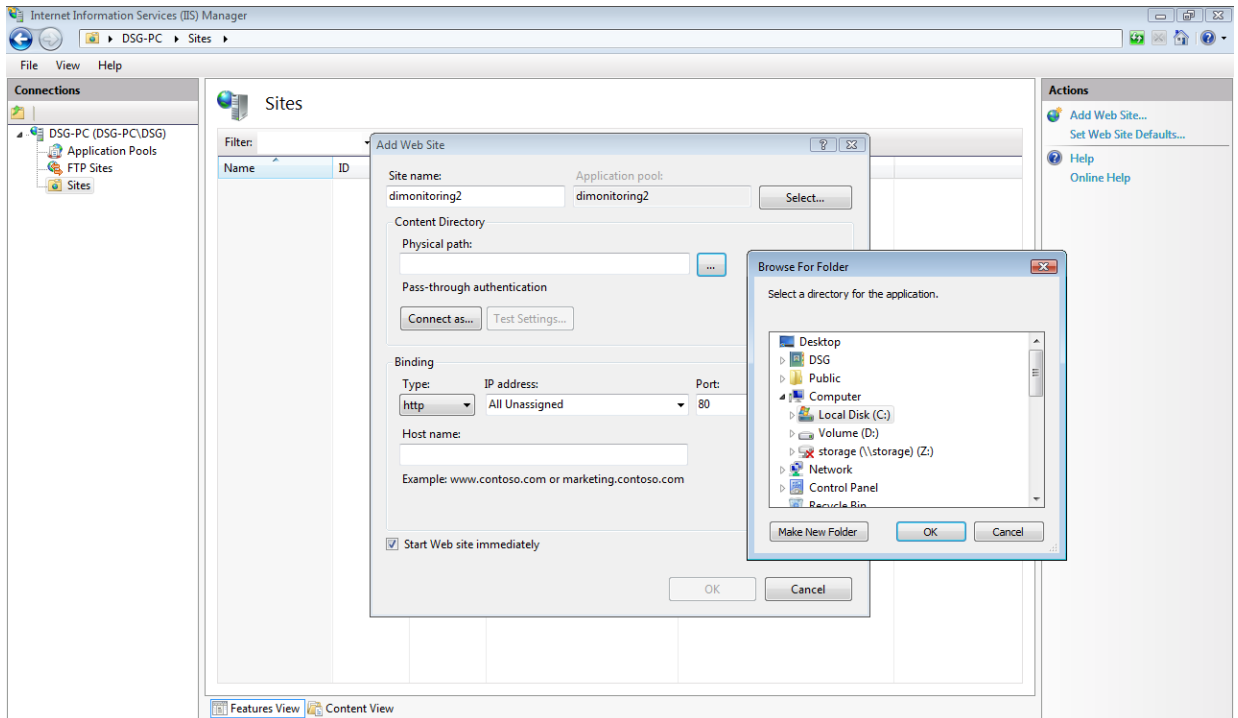 Internet Information Services (IIS) Manager
DSG-PC Sites
File View Help
Connections
DSG-PC (DSG-PC\DSG)
Application Pools
FTP Sites
Sites
Sites
Filter:
Name ID
Add Web Site
Site name:
Application pool:
dimonitoring2
dimonitoring2
Select...
Content Directory
Physical path:
...
Pass-through authentication
Connect as...
Test Settings...
Binding
Type:
IP address:
Port:
http
All Unassigned
80
Host name:
Example: www.contoso.com or marketing.contoso.com
Start Web site immediately
OK
Cancel
Browse For Folder
Select a directory for the application.
Desktop
DSG
Public
Computer
Local Disk (C:)
Volume (D:)
storage (\\storage) (Z:)
Network
Control Panel
Recycle Bin
Make New Folder
OK
Cancel
Actions
Add Web Site...
Set Web Site Defaults...
Help
Online Help
Features View
Content View